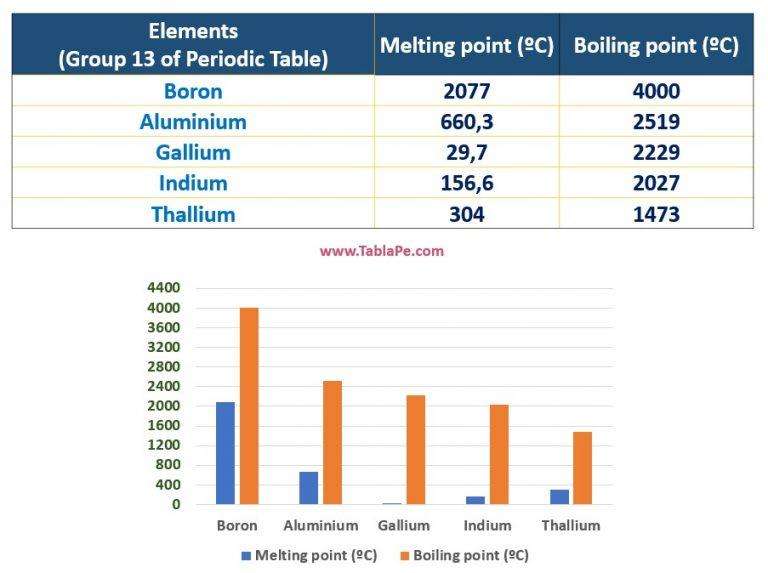 Elements
(Group 13 of Periodic Table) Melting point (ºC) Boiling point (ºC)
Boron 2077 4000
Aluminium 660,3 2519
Gallium 29,7 2229
Indium 156,6 2027
Thallium 304 1473
www.TablaPe.com
4400
4000
3600
3200
2800
2400
2000
1600
1200
800
400
0
Boron Aluminium Gallium Indium Thallium
Melting point (ºC) Boiling point (ºC)